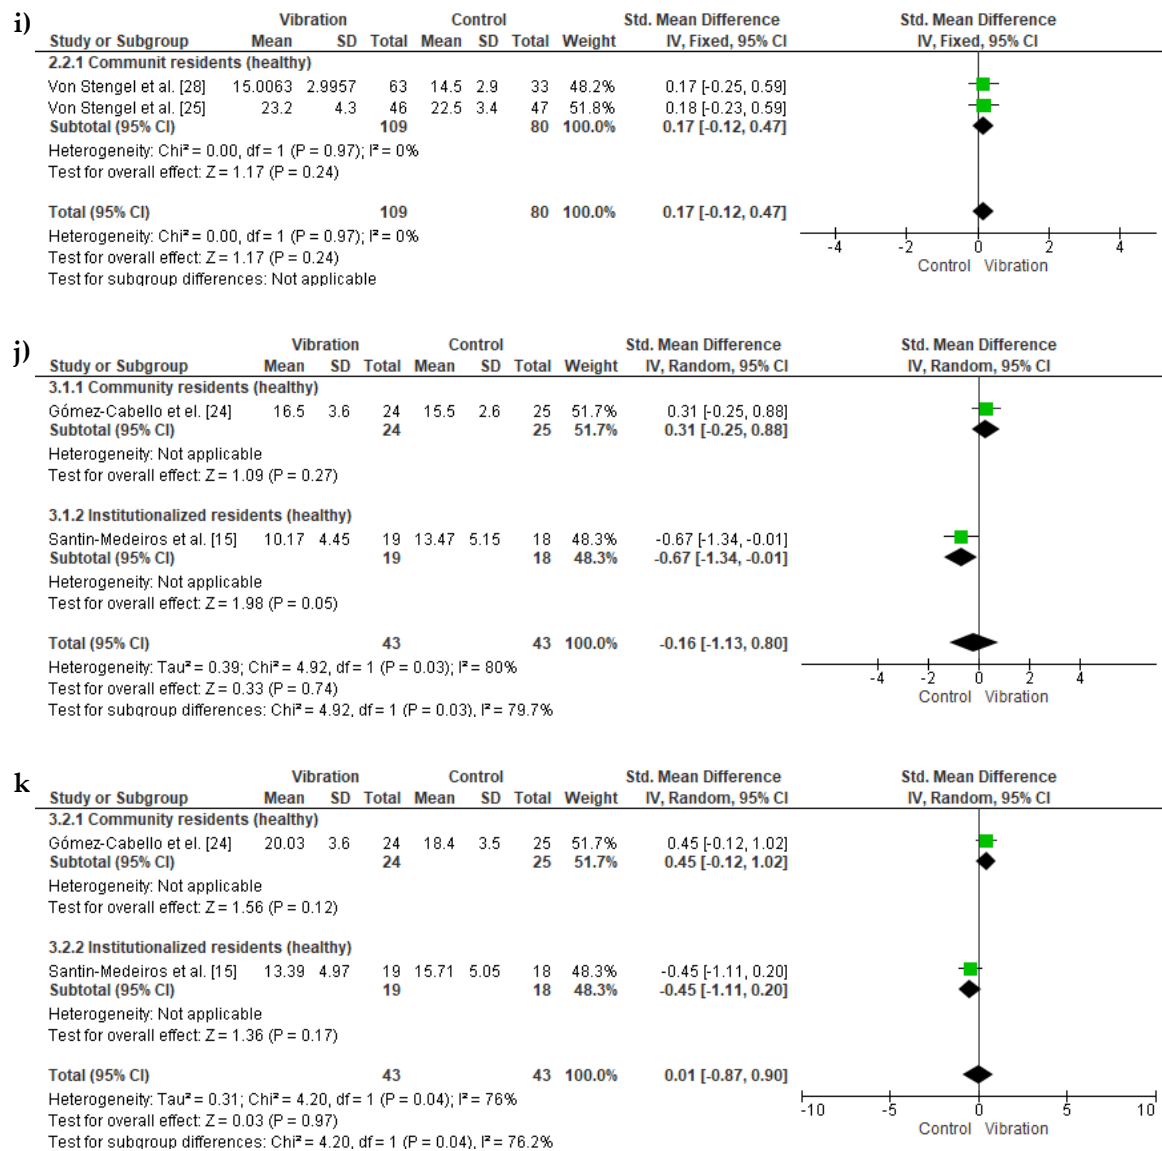 i)
Vibration Control Std. Mean Difference Std. Mean Difference
Study or Subgroup Mean SD Total Mean SD Total Weight IV, Fixed, 95% CI IV, Fixed, 95% CI
2.2.1 Communit residents (healthy)
Von Stengel et al. [28] 15.0063 2.9957 63 14.5 2.9 33 48.2% 0.17 [-0.25, 0.59]
Von Stengel et al. [25] 23.2 4.3 46 22.5 3.4 47 51.8% 0.18 [-0.23, 0.59]
Subtotal (95% CI) 109 80 100.0% 0.17 [-0.12, 0.47]
Heterogeneity: Chi² = 0.00, df = 1 (P = 0.97); I² = 0%
Test for overall effect: Z = 1.17 (P = 0.24)
Total (95% CI) 109 80 100.0% 0.17 [-0.12, 0.47]
Heterogeneity: Chi² = 0.00, df = 1 (P = 0.97); I² = 0%
Test for overall effect: Z = 1.17 (P = 0.24)
Test for subgroup differences: Not applicable
-4 -2 0 2 4
Control Vibration
j)
Vibration Control Std. Mean Difference Std. Mean Difference
Study or Subgroup Mean SD Total Mean SD Total Weight IV, Random, 95% CI IV, Random, 95% CI
3.1.1 Community residents (healthy)
Gómez-Cabello et el. [24] 16.5 3.6 24 15.5 2.6 25 51.7% 0.31 [-0.25, 0.88]
Subtotal (95% CI) 24 25 51.7% 0.31 [-0.25, 0.88]
Heterogeneity: Not applicable
Test for overall effect: Z = 1.09 (P = 0.27)
3.1.2 Institutionalized residents (healthy)
Santin-Medeiros et al. [15] 10.17 4.45 19 13.47 5.15 18 48.3% -0.67 [-1.34, -0.01]
Subtotal (95% CI) 19 18 48.3% -0.67 [-1.34, -0.01]
Heterogeneity: Not applicable
Test for overall effect: Z = 1.98 (P = 0.05)
Total (95% CI) 43 43 100.0% -0.16 [-1.13, 0.80]
Heterogeneity: Tau² = 0.39; Chi² = 4.92, df = 1 (P = 0.03); I² = 80%
Test for overall effect: Z = 0.33 (P = 0.74)
Test for subgroup differences: Chi² = 4.92, df = 1 (P = 0.03), I² = 79.7%
-4 -2 0 2 4
Control Vibration
k
Vibration Control Std. Mean Difference Std. Mean Difference
Study or Subgroup Mean SD Total Mean SD Total Weight IV, Random, 95% CI IV, Random, 95% CI
3.2.1 Community residents (healthy)
Gómez-Cabello et el. [24] 20.03 3.6 24 18.4 3.5 25 51.7% 0.45 [-0.12, 1.02]
Subtotal (95% CI) 24 25 51.7% 0.45 [-0.12, 1.02]
Heterogeneity: Not applicable
Test for overall effect: Z = 1.56 (P = 0.12)
3.2.2 Institutionalized residents (healthy)
Santin-Medeiros et al. [15] 13.39 4.97 19 15.71 5.05 18 48.3% -0.45 [-1.11, 0.20]
Subtotal (95% CI) 19 18 48.3% -0.45 [-1.11, 0.20]
Heterogeneity: Not applicable
Test for overall effect: Z = 1.36 (P = 0.17)
Total (95% CI) 43 43 100.0% 0.01 [-0.87, 0.90]
Heterogeneity: Tau² = 0.31; Chi² = 4.20, df = 1 (P = 0.04); I² = 76%
Test for overall effect: Z = 0.03 (P = 0.97)
Test for subgroup differences: Chi² = 4.20, df = 1 (P = 0.04), I² = 76.2%
-10 -5 0 5 10
Control Vibration